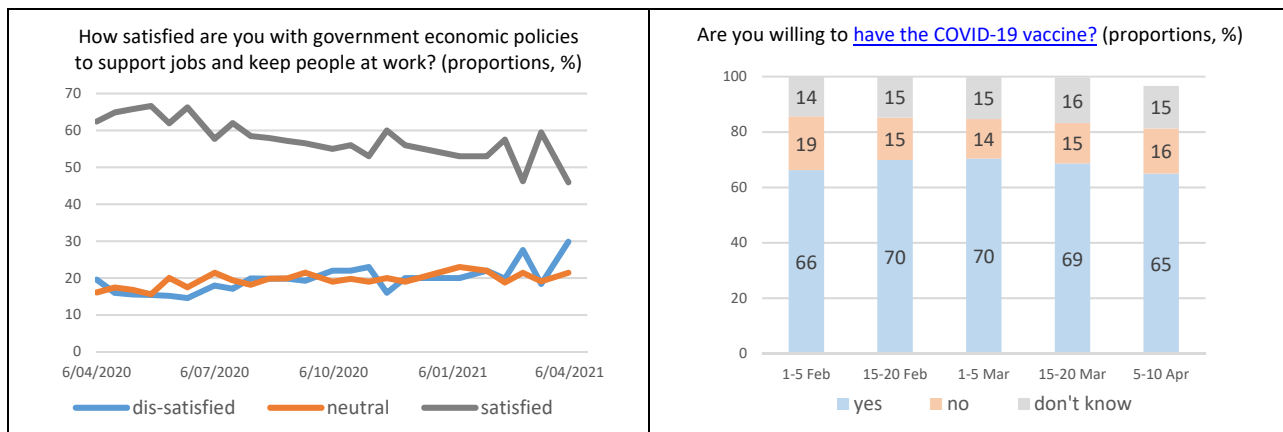 How satisfied are you with government economic policies
to support jobs and keep people at work? (proportions, %)
70
60
50
40
30
20
10
0
6/04/2020 6/07/2020 6/10/2020 6/01/2021 6/04/2021
dis-satisfied neutral satisfied
Are you willing to have the COVID-19 vaccine? (proportions, %)
100
80
60
40
20
0
14 15 15 16 15
19 15 14 15 16
66 70 70 69 65
1-5 Feb 15-20 Feb 1-5 Mar 15-20 Mar 5-10 Apr
yes no don't know